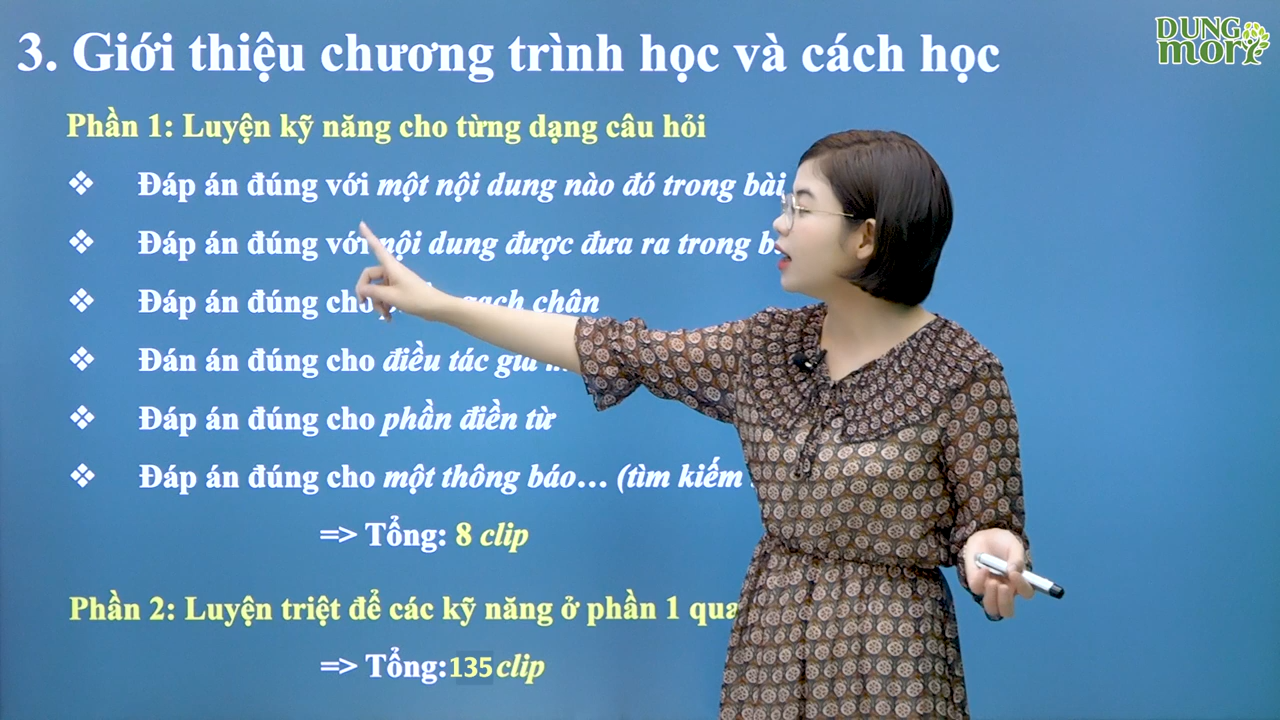 3. Giới thiệu chương trình học và cách học
DUNG
mori
Phần 1: Luyện kỹ năng cho từng dạng câu hỏi
❖ Đáp án đúng với một nội dung nào đó trong bài
❖ Đáp án đúng với nội dung được đưa ra trong
❖ Đáp án đúng cho gạch chân
❖ Đán án đúng cho điều tác giả
❖ Đáp án đúng cho phần điền từ
❖ Đáp án đúng cho một thông báo... (tìm kiếm
=> Tổng: 8 clip
Phần 2: Luyện triệt để các kỹ năng ở phần 1 qua
=> Tổng:135 clip